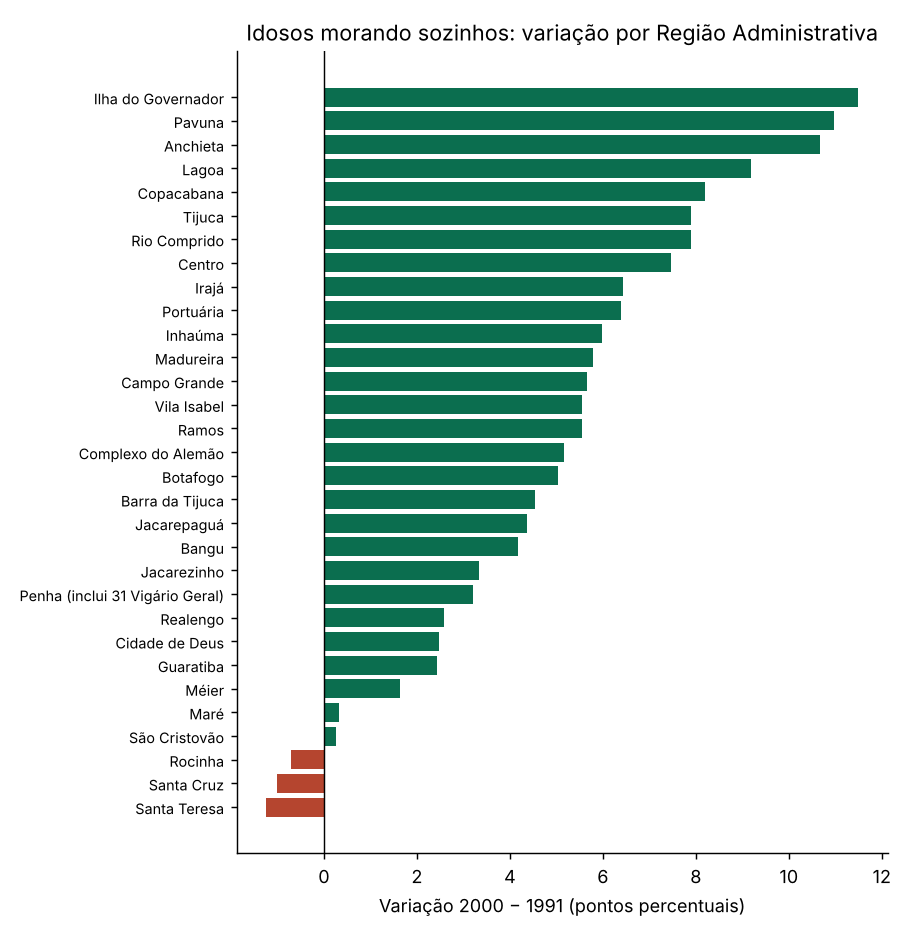 Idosos morando sozinhos: variação por Região Administrativa
Ilha do Governador
Pavuna
Anchieta
Lagoa
Copacabana
Tijuca
Rio Comprido
Centro
Irajá
Portuária
Inhaúma
Madureira
Campo Grande
Vila Isabel
Ramos
Complexo do Alemão
Botafogo
Barra da Tijuca
Jacarepaguá
Bangu
Jacarezinho
Penha (inclui 31 Vigário Geral)
Realengo
Cidade de Deus
Guaratiba
Méier
Maré
São Cristovão
Rocinha
Santa Cruz
Santa Teresa
0 2 4 6 8 10 12
Variação 2000 − 1991 (pontos percentuais)